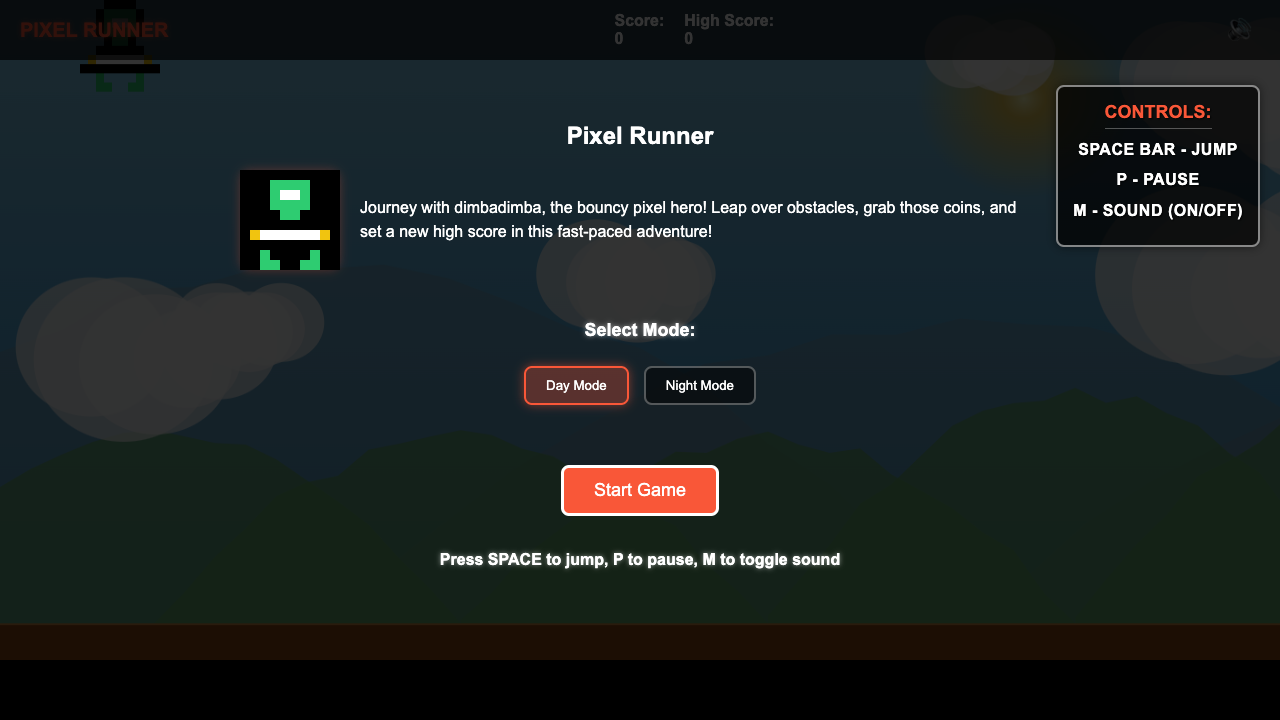 PIXEL RUNNER
Score:
0
High Score:
0
CONTROLS:
SPACE BAR - JUMP
P - PAUSE
M - SOUND (ON/OFF)
Pixel Runner
Journey with dimbadimba, the bouncy pixel hero! Leap over obstacles, grab those coins, and
set a new high score in this fast-paced adventure!
Select Mode:
Day Mode
Night Mode
Start Game
Press SPACE to jump, P to pause, M to toggle sound